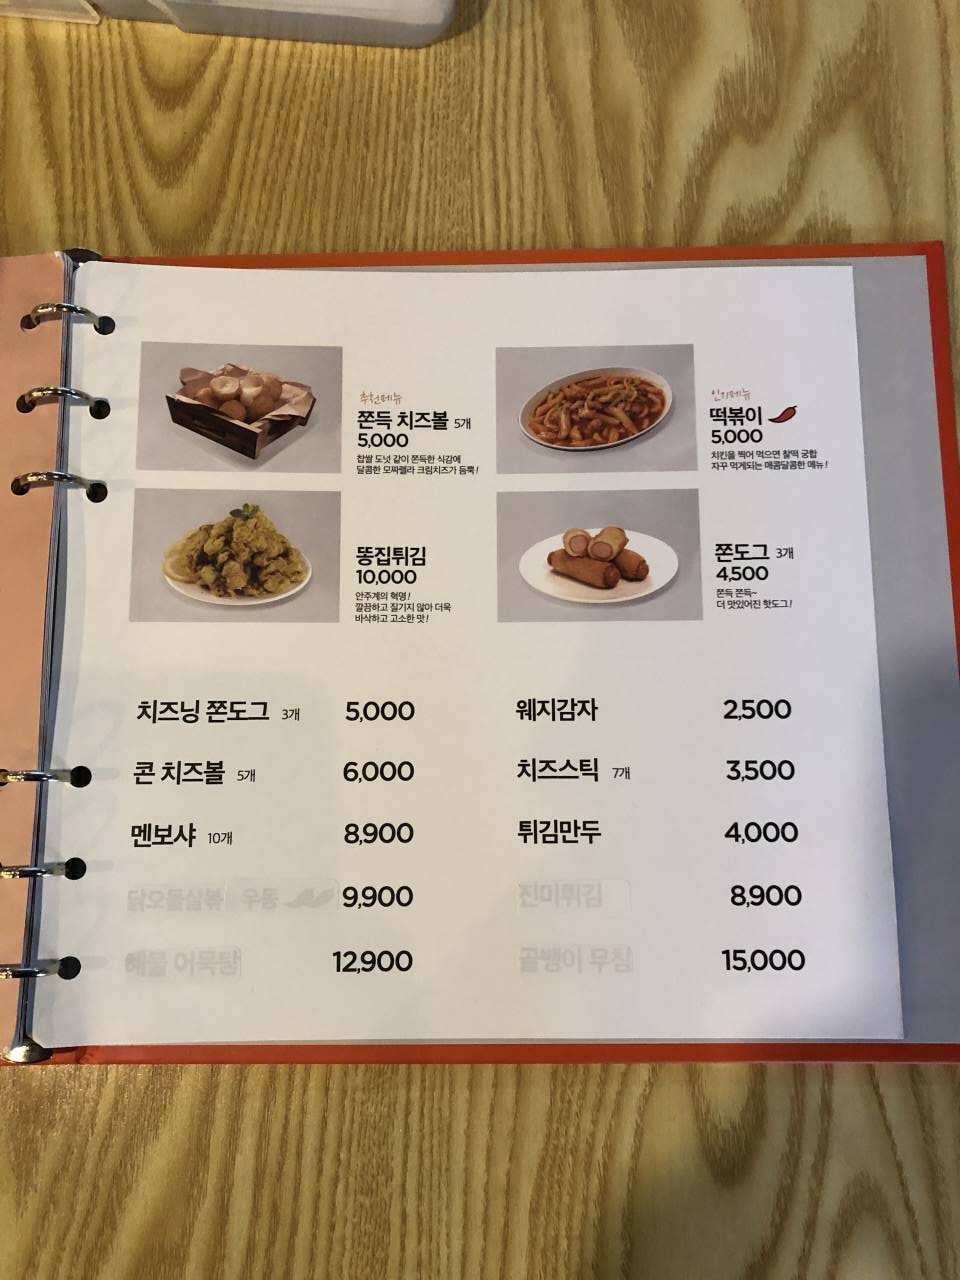 추천메뉴
쫀득 치즈볼 5개
5,000
찹쌀 도넛 같이 쫀득한 식감에
달콤한 모짜렐라 크림치즈가 듬뿍!
인기메뉴
떡볶이
5,000
치킨을 찍어 먹으면 찰떡 궁합
자꾸 먹게되는 매콤달콤한 메뉴!
똥집튀김
10,000
안주계의 혁명!
깔끔하고 질기지 않아 더욱
바삭하고 고소한 맛!
쫀도그 3개
4,500
쫀득 쫀득~
더 맛있어진 핫도그!
치즈닝 쫀도그 3개 5,000
콘 치즈볼 5개 6,000
멘보샤 10개 8,900
우동 9,900
해물 어묵탕 12,900
웨지감자 2,500
치즈스틱 7개 3,500
튀김만두 4,000
진미튀김 8,900
골뱅이 무침 15,000